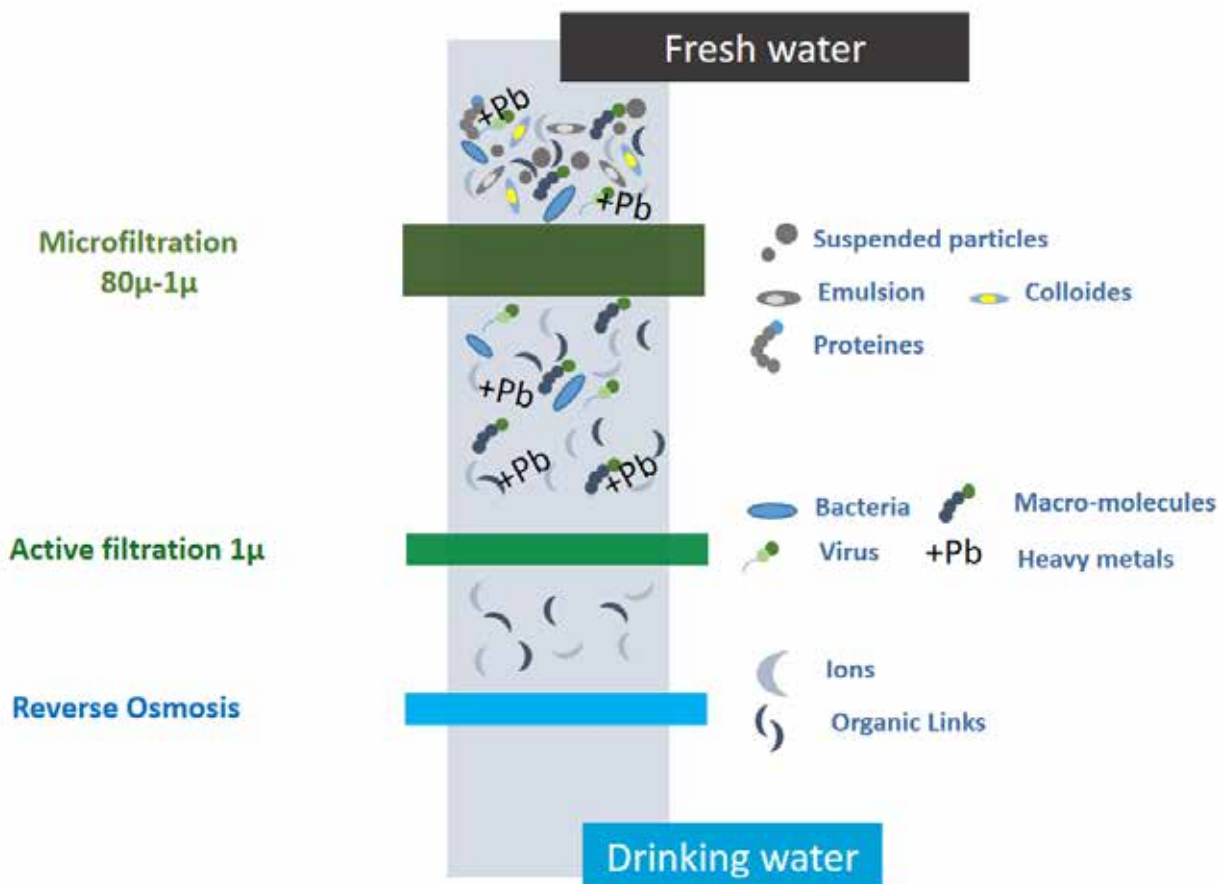 Fresh water
+Pb
+Pb
Microfiltration
80µ-1µ
Suspended particles
Emulsion
Colloides
Proteines
+Pb
+Pb
+Pb
Active filtration 1µ
Bacteria
Macro-molecules
Virus
+Pb
Heavy metals
Reverse Osmosis
Ions
Organic Links
Drinking water